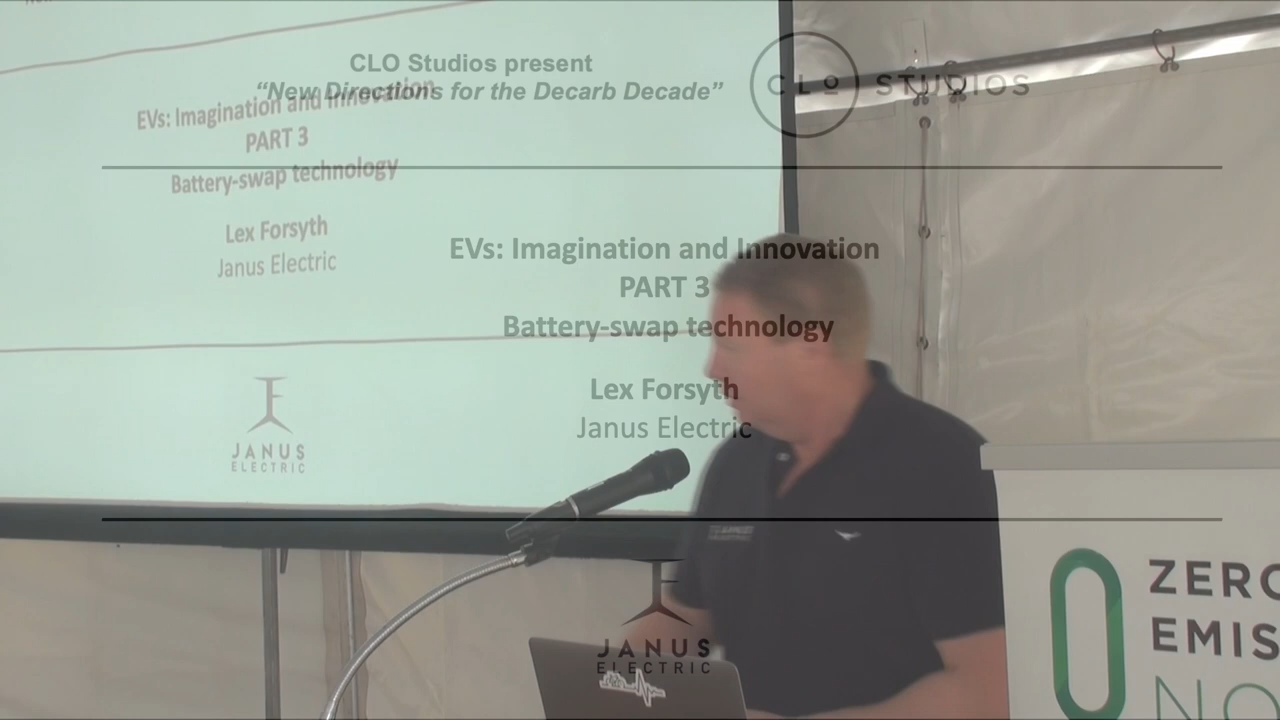 CLO Studios present
“New Directions for the Decarb Decade”
CLO STUDIOS
EVs: Imagination and Innovation
PART 3
Battery-swap technology
Lex Forsyth
Janus Electric
JANUS
ELECTRIC
EVs: Imagination and Innovation
PART 3
Battery-swap technology
Lex Forsyth
Janus Electric
JANUS
ELECTRIC
ZERO
EMIS
NO